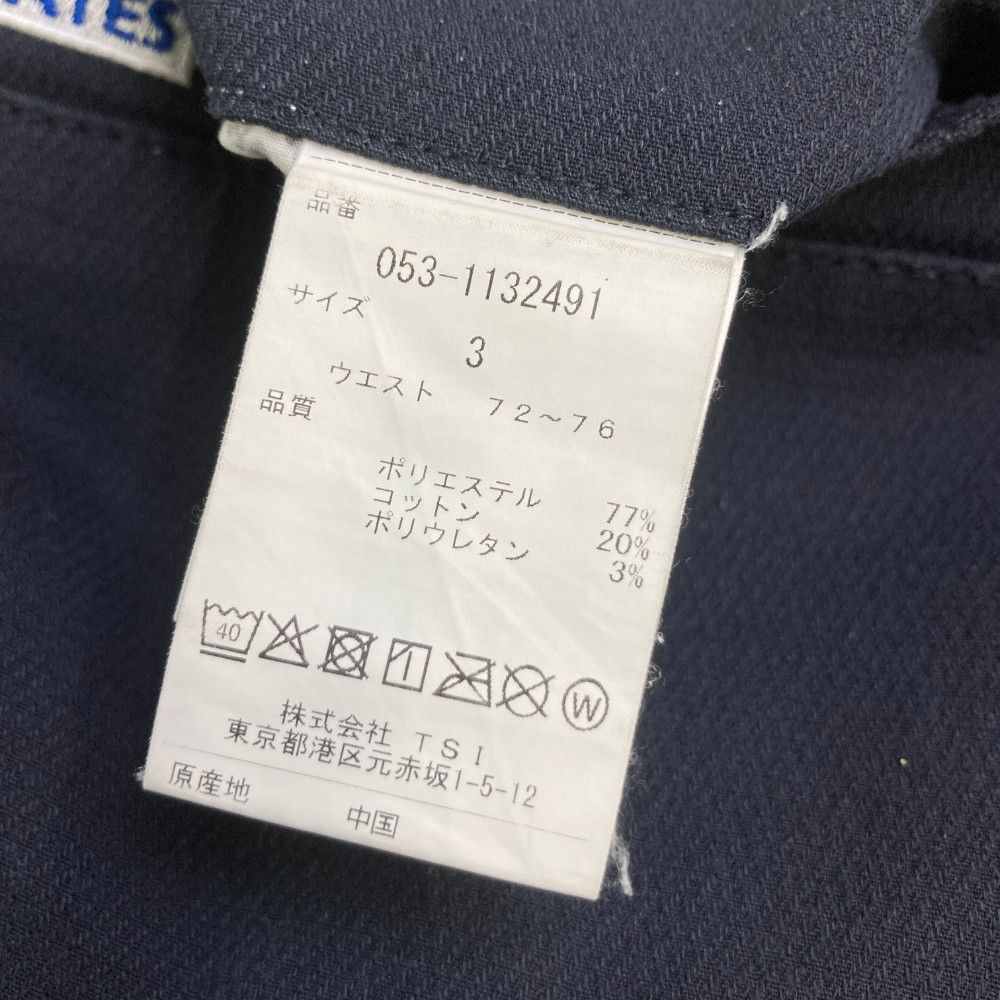 ATES
品番
053-1132491
サイズ
3
ウエスト 72～76
品質
ポリエステル 77%
コットン 20%
ポリウレタン 3%
40
W
株式会社 TSI
東京都港区元赤坂1-5-12
原産地
中国